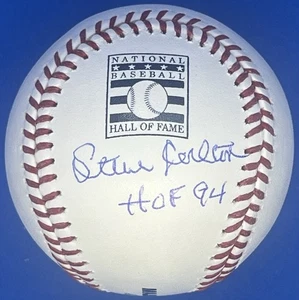 NATIONAL
BASEBALL
HALL OF FAME
Steve Carlton
HOF 94